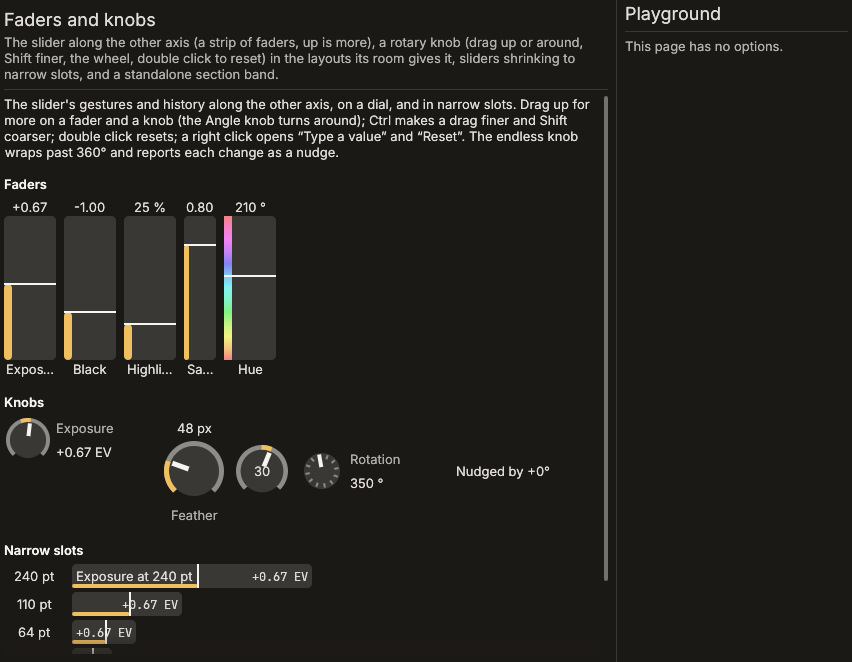 Faders and knobs
The slider along the other axis (a strip of faders, up is more), a rotary knob (drag up or around,
Shift finer, the wheel, double click to reset) in the layouts its room gives it, sliders shrinking to
narrow slots, and a standalone section band.
The slider's gestures and history along the other axis, on a dial, and in narrow slots. Drag up for
more on a fader and a knob (the Angle knob turns around); Ctrl makes a drag finer and Shift
coarser; double click resets; a right click opens “Type a value” and “Reset”. The endless knob
wraps past 360° and reports each change as a nudge.
Faders
+0.67 -1.00 25 % 0.80 210 °
Expos... Black Highli... Sa... Hue
Knobs
Exposure
+0.67 EV
48 px
Feather
30
Rotation
350 °
Nudged by +0°
Narrow slots
240 pt Exposure at 240 pt +0.67 EV
110 pt +0.67 EV
64 pt +0.67 EV
Playground
This page has no options.